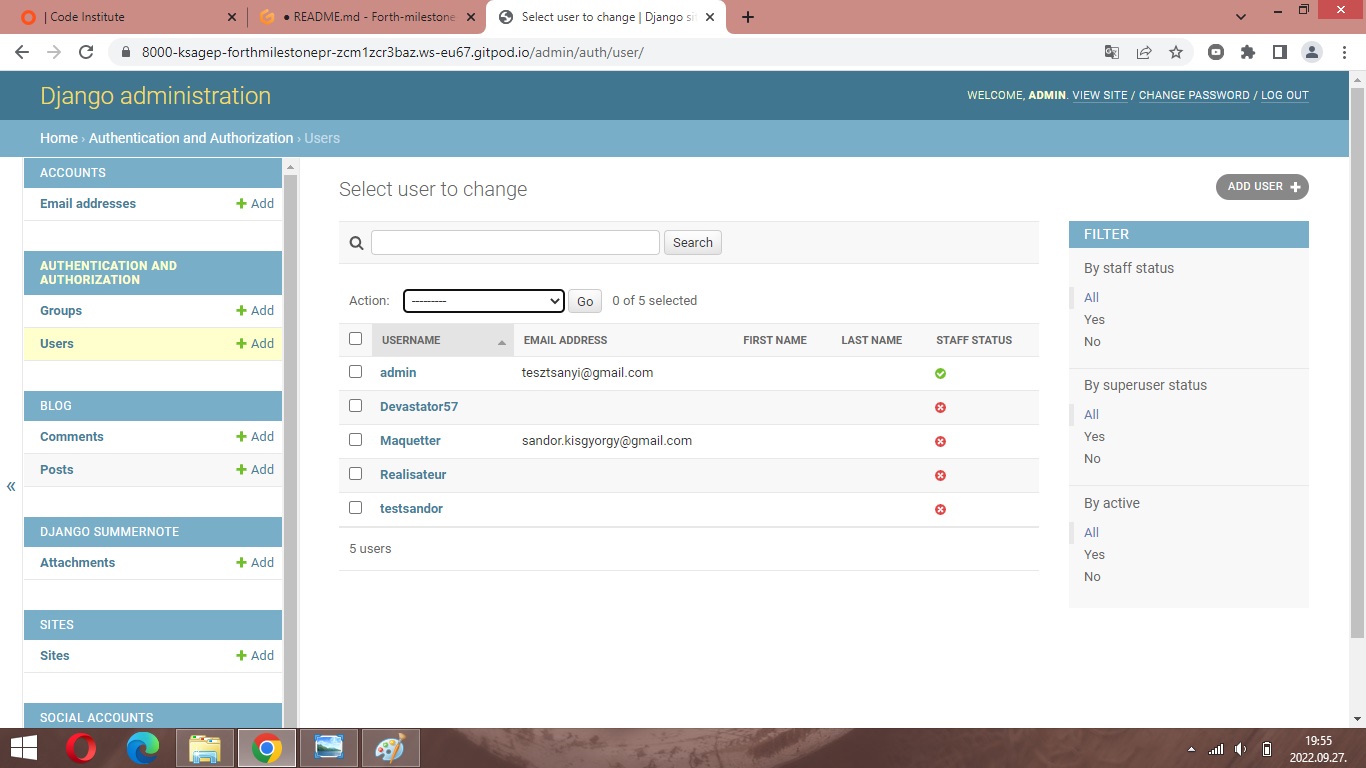 | Code Institute
● README.md - Forth-milestone
Select user to change | Django si
8000-ksagep-forthmilestonepr-zcm1zcr3baz.ws-eu67.gitpod.io/admin/auth/user/
Django administration
WELCOME, ADMIN. VIEW SITE / CHANGE PASSWORD / LOG OUT
Home › Authentication and Authorization › Users
«
ACCOUNTS
Email addresses + Add
AUTHENTICATION AND
AUTHORIZATION
Groups + Add
Users + Add
BLOG
Comments + Add
Posts + Add
DJANGO SUMMERNOTE
Attachments + Add
SITES
Sites + Add
SOCIAL ACCOUNTS
Select user to change
ADD USER +
Search
Action: --------- Go 0 of 5 selected
USERNAME EMAIL ADDRESS FIRST NAME LAST NAME STAFF STATUS
admin tesztsanyi@gmail.com
Devastator57
Maquetter sandor.kisgyorgy@gmail.com
Realisateur
testsandor
5 users
FILTER
By staff status
All
Yes
No
By superuser status
All
Yes
No
By active
All
Yes
No
19:55
2022.09.27.